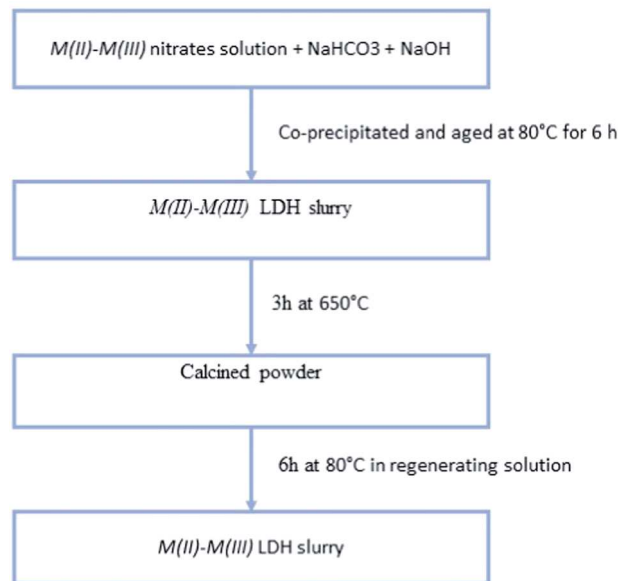 M(II)-M(III) nitrates solution + NaHCO3 + NaOH
Co-precipitated and aged at 80°C for 6 h
M(II)-M(III) LDH slurry
3h at 650°C
Calcined powder
6h at 80°C in regenerating solution
M(II)-M(III) LDH slurry